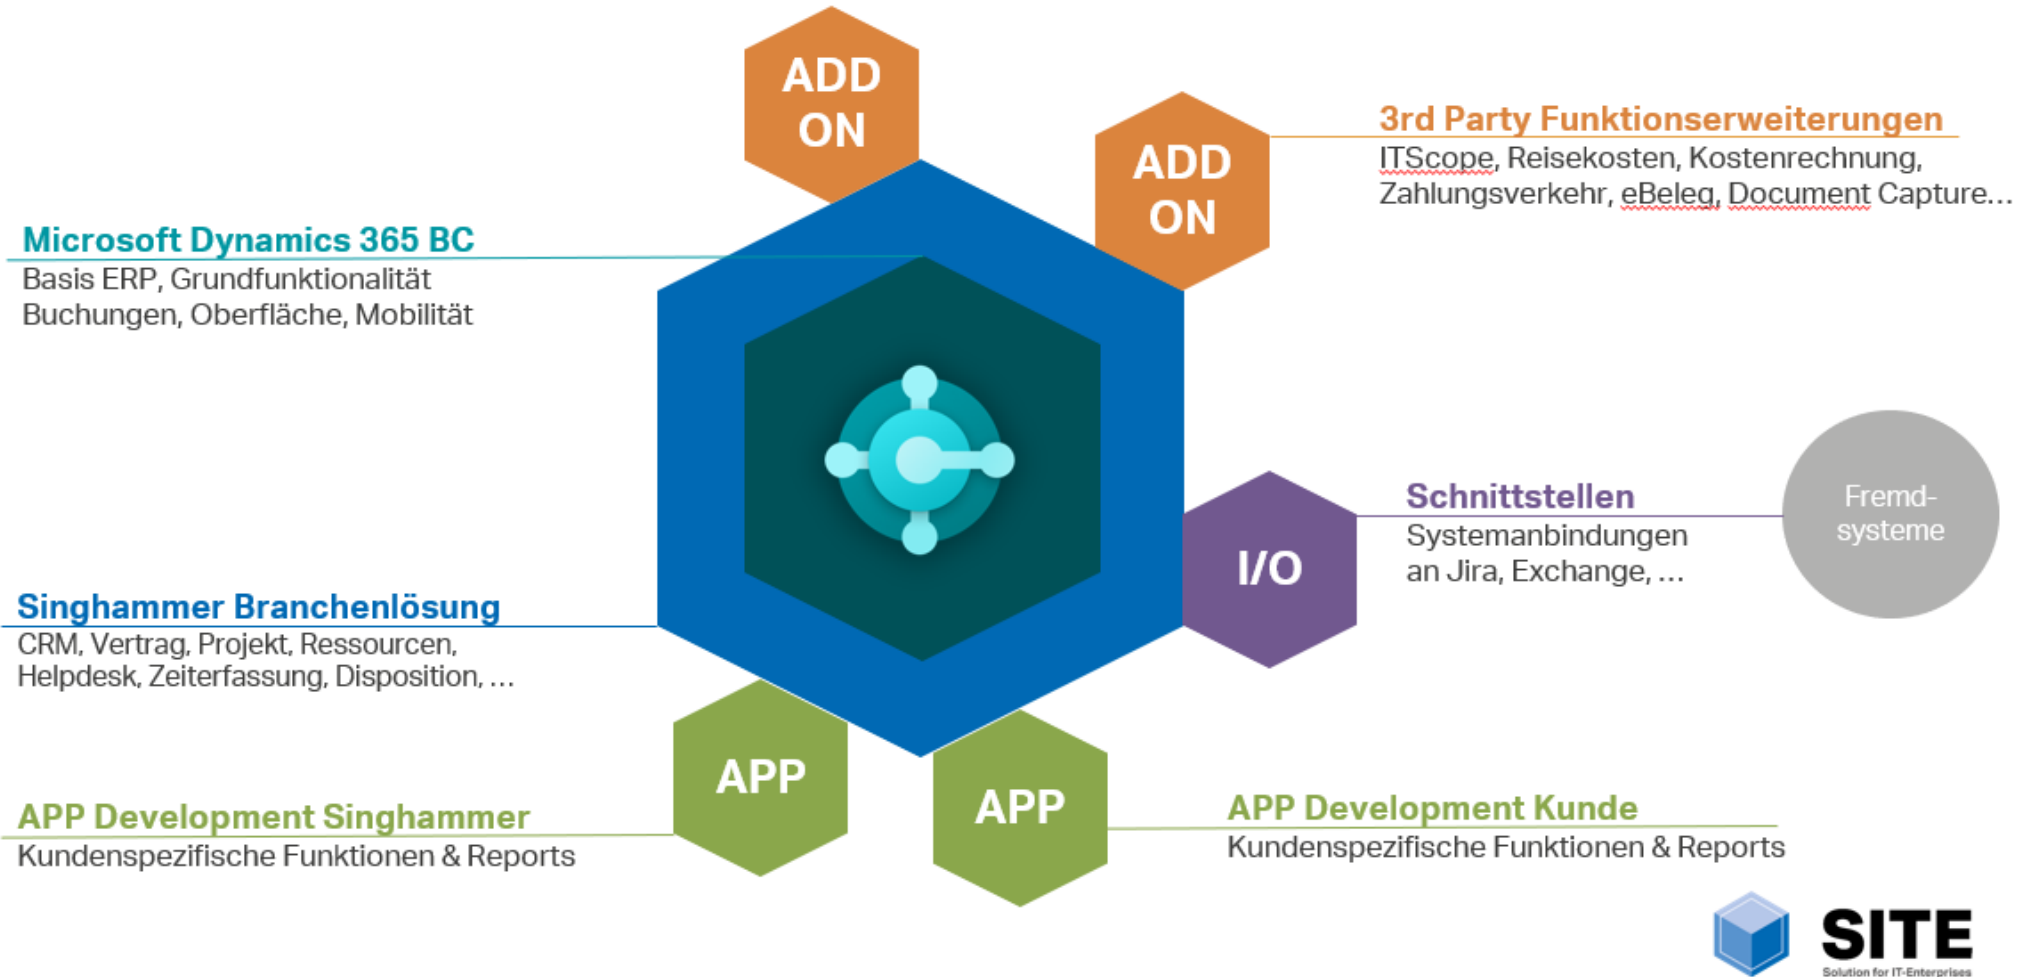 ADD
ON
ADD
ON
3rd Party Funktionserweiterungen
ITScope, Reisekosten, Kostenrechnung,
Zahlungsverkehr, eBeleg, Document Capture...
Microsoft Dynamics 365 BC
Basis ERP, Grundfunktionalität
Buchungen, Oberfläche, Mobilität
Schnittstellen
Systemanbindungen
an Jira, Exchange, ...
I/O
Fremd-
systeme
Singhammer Branchenlösung
CRM, Vertrag, Projekt, Ressourcen,
Helpdesk, Zeiterfassung, Disposition, ...
APP
APP
APP Development Singhammer
Kundenspezifische Funktionen & Reports
APP Development Kunde
Kundenspezifische Funktionen & Reports
SITE
Solution for IT-Enterprises